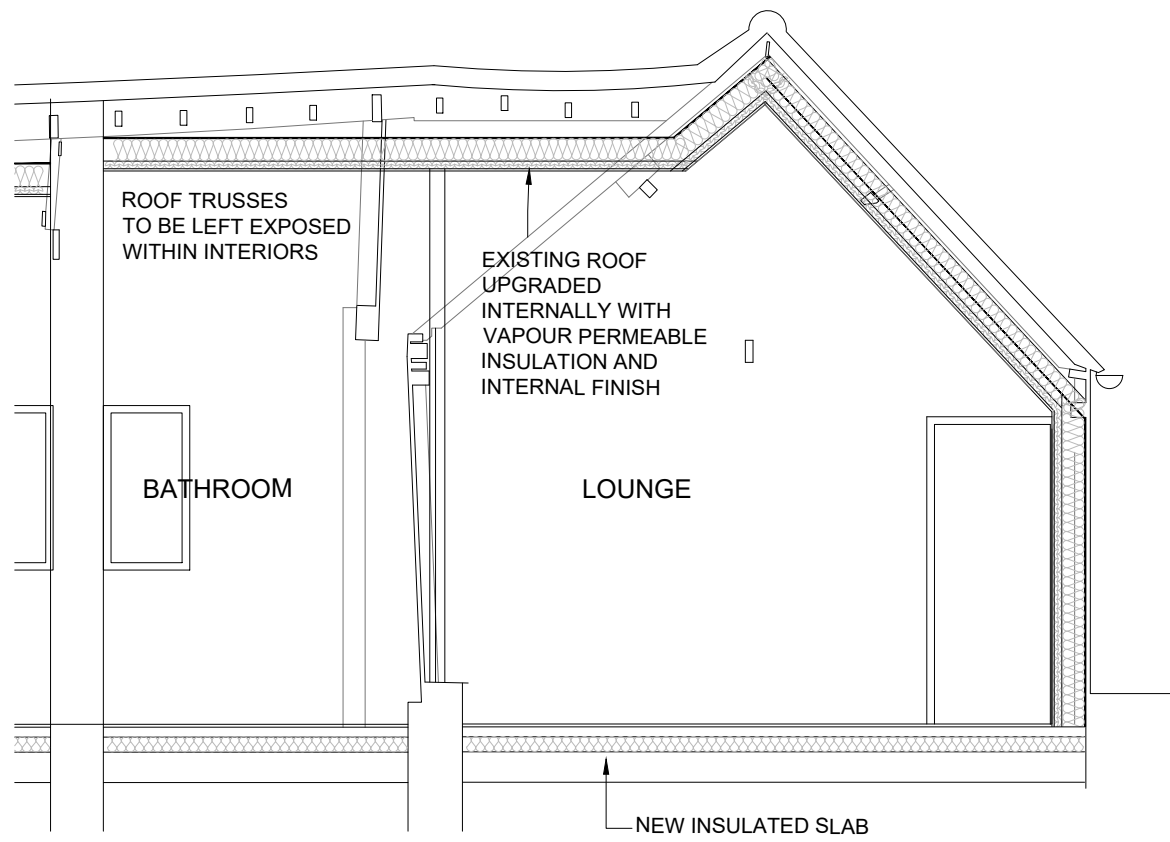 ROOF TRUSSES
TO BE LEFT EXPOSED
WITHIN INTERIORS
EXISTING ROOF
UPGRADED
INTERNALLY WITH
VAPOUR PERMEABLE
INSULATION AND
INTERNAL FINISH
BATHROOM
LOUNGE
NEW INSULATED SLAB